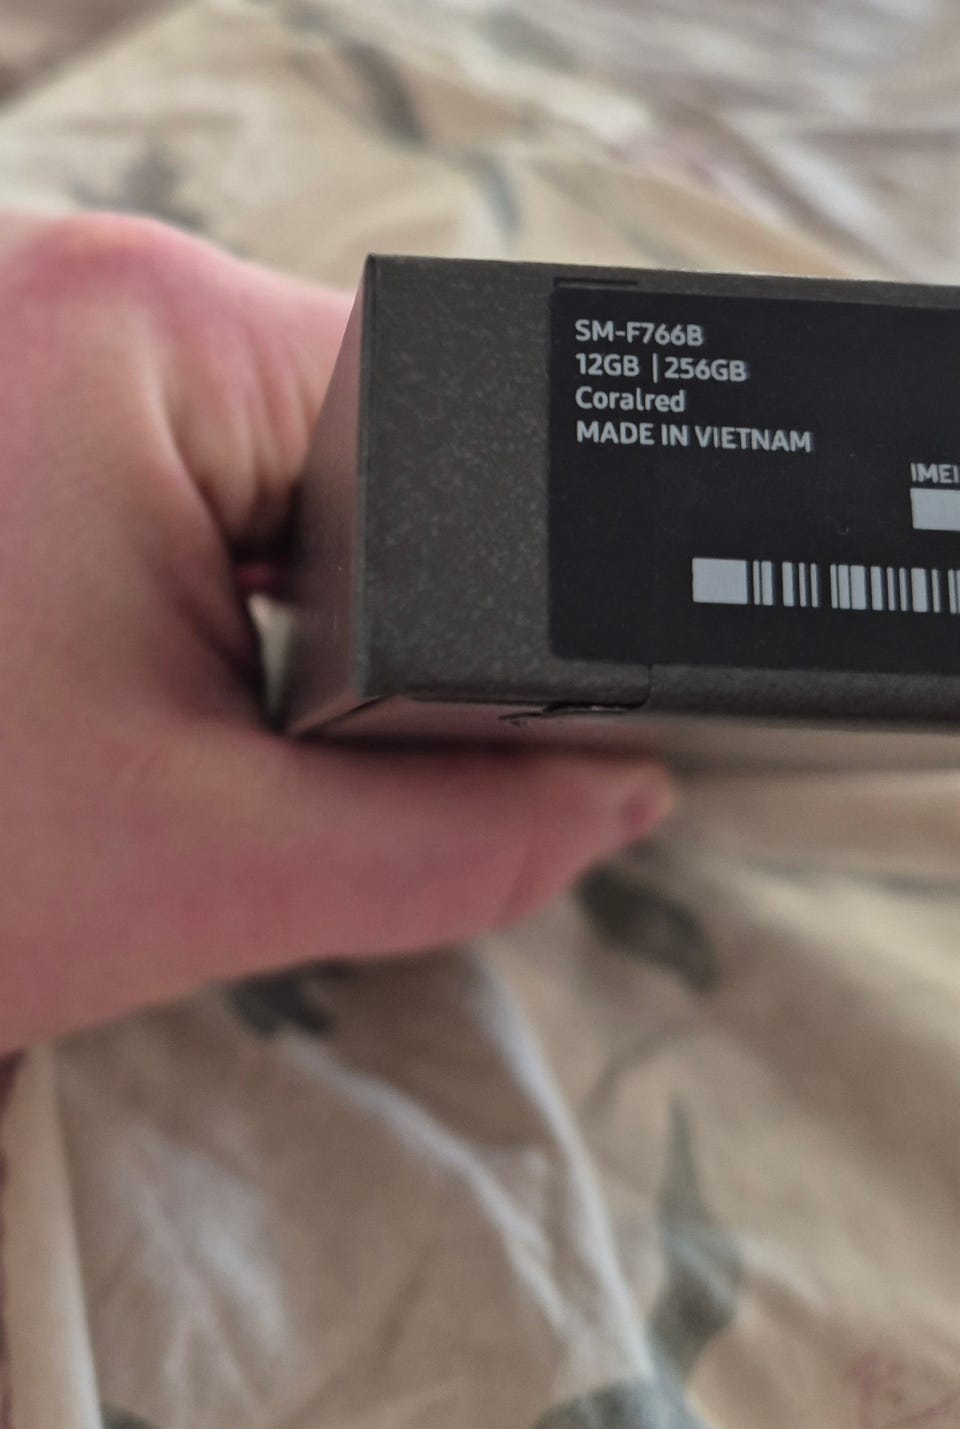 SM-F766B
12GB | 256GB
Coralred
MADE IN VIETNAM
IMEI